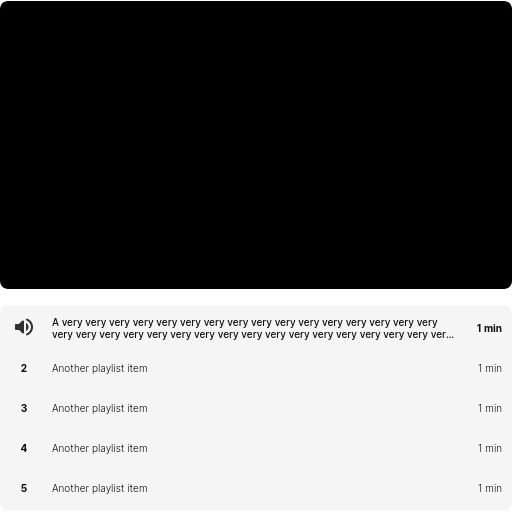 A very very very very very very very very very very very very very very very very
very very very very very very very very very very very very very very very very ver...
1 min
2 Another playlist item 1 min
3 Another playlist item 1 min
4 Another playlist item 1 min
5 Another playlist item 1 min